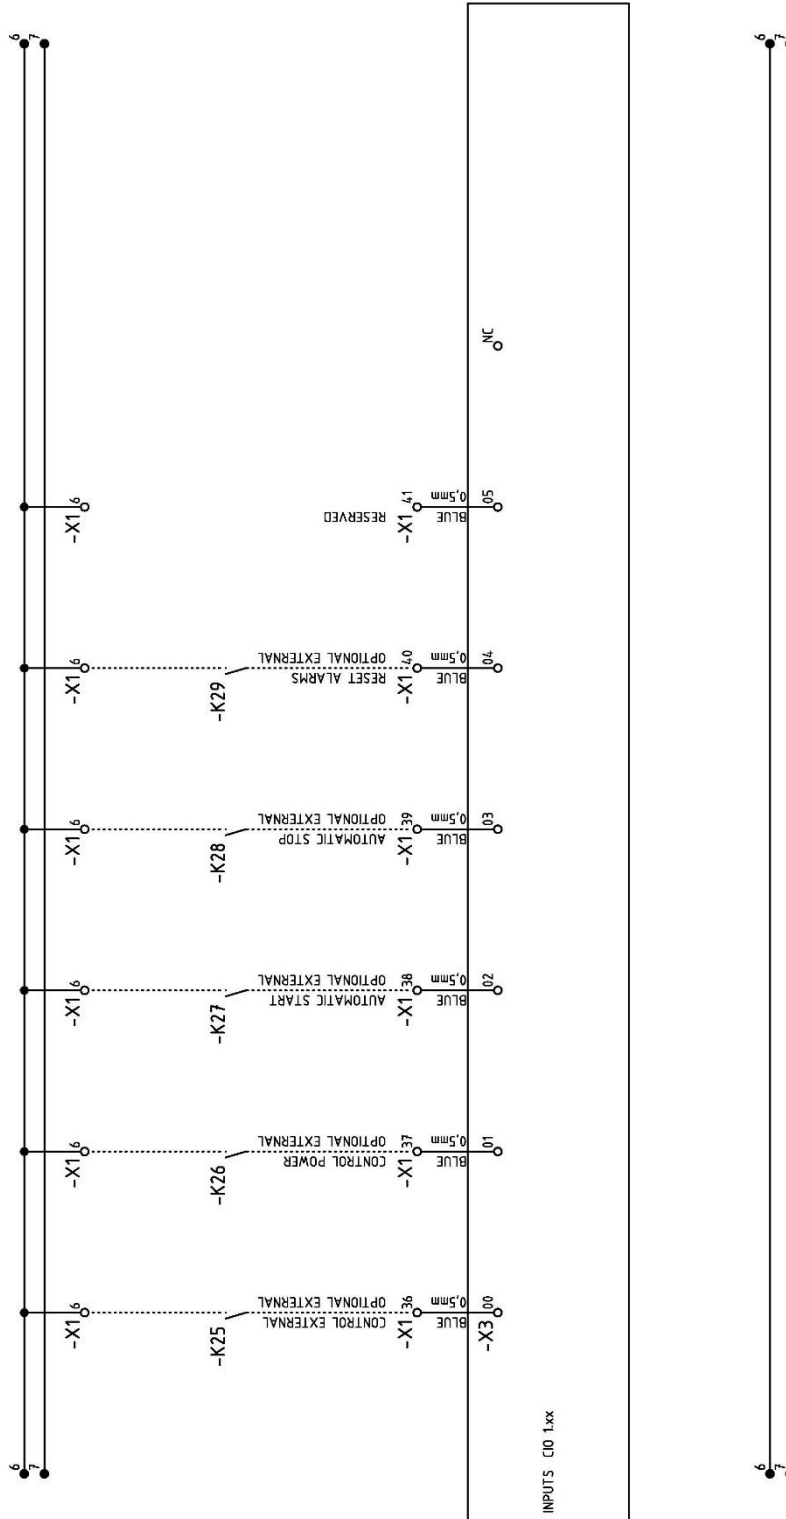 6 6
7 7
-X1 6
-X1 6
-X1 6
-X1 6
-X1 6
-X1 6
-K25
-K26
-K27
-K28
-K29
CONTROL EXTERNAL
OPTIONAL EXTERNAL
CONTROL POWER
OPTIONAL EXTERNAL
AUTOMATIC START
OPTIONAL EXTERNAL
AUTOMATIC STOP
OPTIONAL EXTERNAL
RESET ALARMS
OPTIONAL EXTERNAL
RESERVED
-X1 36
-X1 37
-X1 38
-X1 39
-X1 40
-X1 41
BLUE
0,5mm
BLUE
0,5mm
BLUE
0,5mm
BLUE
0,5mm
BLUE
0,5mm
BLUE
0,5mm
-X3 00
01
02
03
04
05
NC
INPUTS CIO 1.xx
6 6
7 7